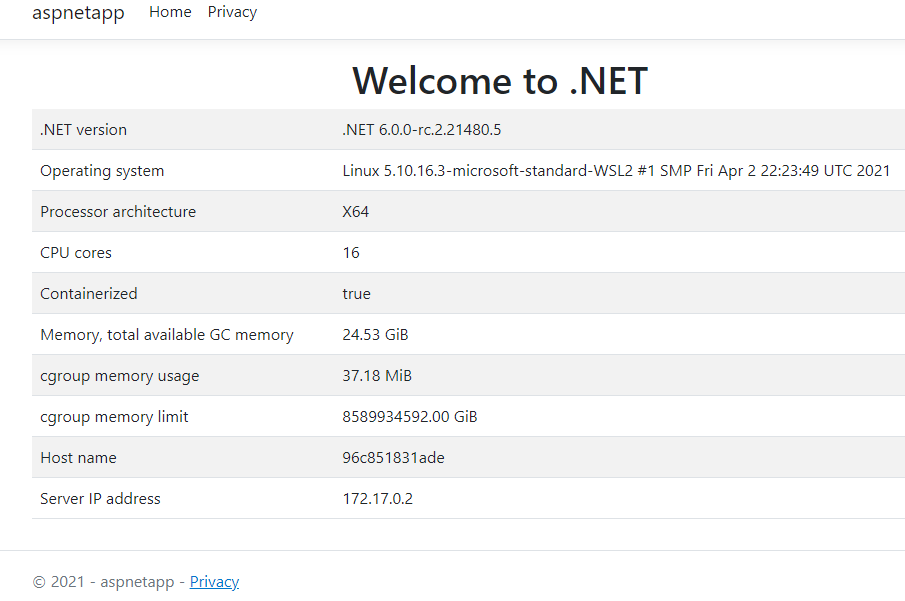 aspnetapp Home Privacy
Welcome to .NET
.NET version .NET 6.0.0-rc.2.21480.5
Operating system Linux 5.10.16.3-microsoft-standard-WSL2 #1 SMP Fri Apr 2 22:23:49 UTC 2021
Processor architecture X64
CPU cores 16
Containerized true
Memory, total available GC memory 24.53 GiB
cgroup memory usage 37.18 MiB
cgroup memory limit 8589934592.00 GiB
Host name 96c851831ade
Server IP address 172.17.0.2
© 2021 - aspnetapp - Privacy